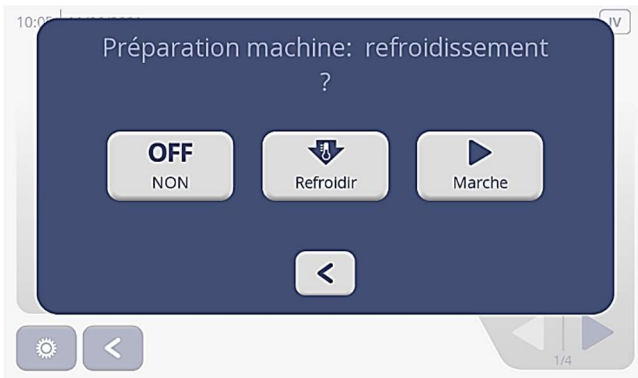 10:05
IV
Préparation machine: refroidissement
?
OFF
NON
Refroidir
Marche
1/4